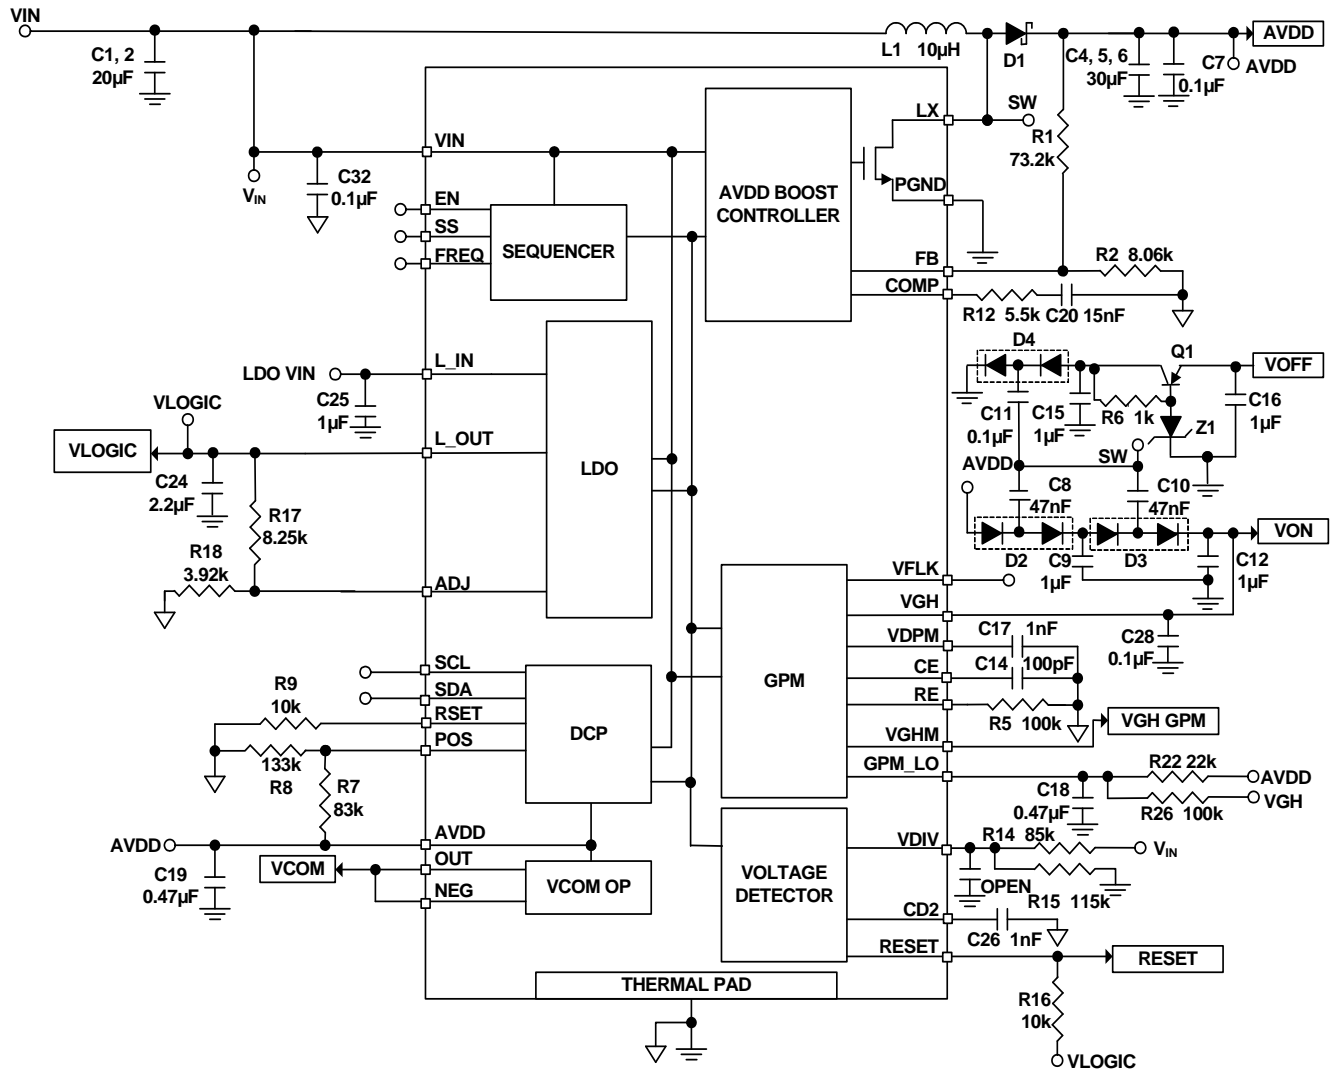 VIN
C1, 2
20µF
L1 10µH
D1
C4, 5, 6
30µF
C7
0.1µF
AVDD
AVDD
LX
SW
R1
73.2k
VIN
C32
0.1µF
VIN
EN
SS
FREQ
SEQUENCER
AVDD BOOST
CONTROLLER
PGND
FB
COMP
R2 8.06k
R12 5.5k
C20 15nF
D4
Q1
VOFF
L_IN
LDO VIN
C25
1µF
VLOGIC
VLOGIC
L_OUT
LDO
C24
2.2µF
R17
8.25k
R18
3.92k
ADJ
C11
0.1µF
C15
1µF
R6 1k
Z1
C16
1µF
AVDD
SW
C8
47nF
C10
47nF
VON
D2
C9
1µF
D3
C12
1µF
VFLK
VGH
VDPM
CE
RE
VGHM
GPM_LO
GPM
C17 1nF
C14 100pF
R5 100k
C28
0.1µF
VGH GPM
SCL
SDA
RSET
POS
DCP
R9
10k
133k
R8
R7
83k
R22 22k
AVDD
C18
0.47µF
R26 100k
VGH
AVDD
AVDD
OUT
NEG
VCOM
VCOM OP
C19
0.47µF
VOLTAGE
DETECTOR
VDIV
R14 85k
VIN
OPEN
R15 115k
CD2
C26 1nF
RESET
RESET
THERMAL PAD
R16
10k
VLOGIC